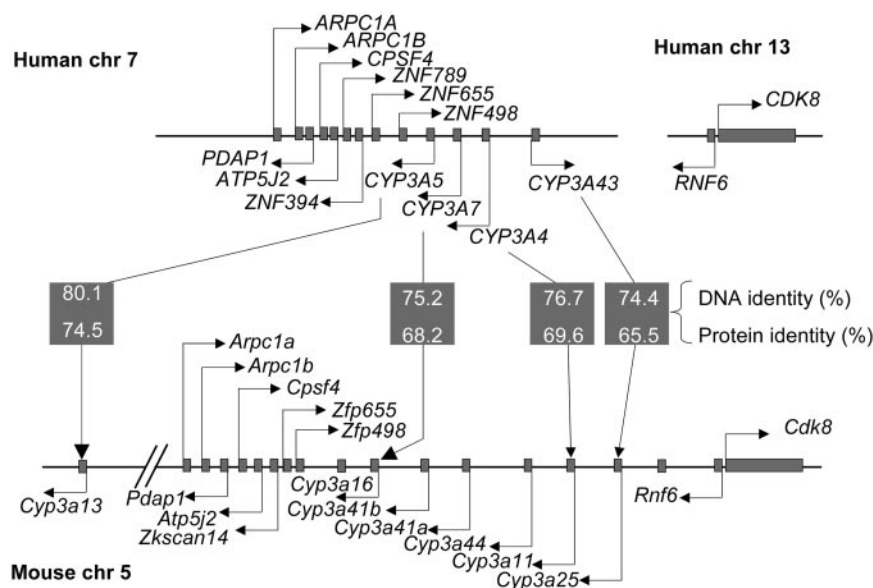 ARPC1A
ARPC1B
Human chr 7
CPSF4
Human chr 13
ZNF789
ZNF655
CDK8
ZNF498
PDAP1
ATP5J2
CYP3A5
CYP3A43
RNF6
ZNF394
CYP3A7
CYP3A4
80.1
75.2
76.7
74.4
DNA identity (%)
74.5
68.2
69.6
65.5
Protein identity (%)
Arpc1a
Arpc1b
Cpsf4
Zfp655
Zfp498
Cdk8
Cyp3a13
Pdap1
Cyp3a16
Rnf6
Atp5j2
Cyp3a41b
Zkscan14
Cyp3a41a
Cyp3a44
Cyp3a11
Mouse chr 5
Cyp3a25